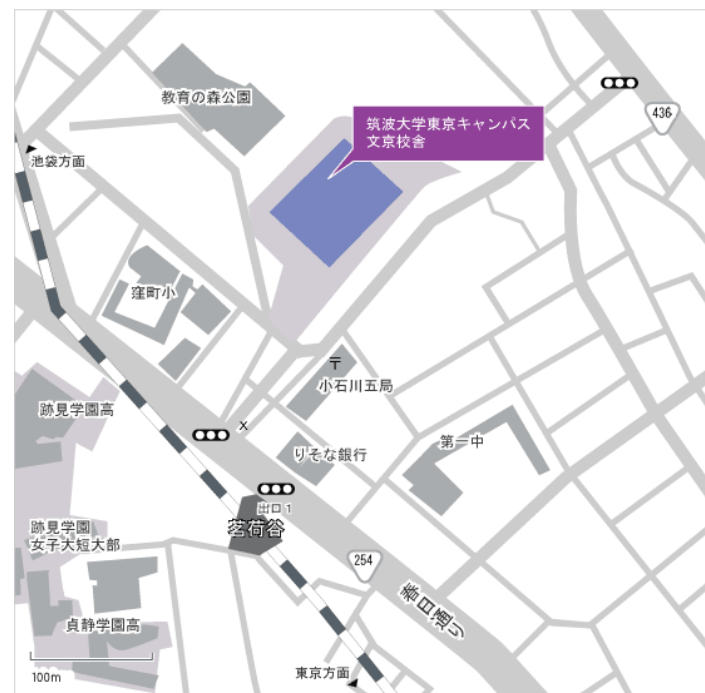 教育の森公園
筑波大学東京キャンパス
文京校舎
436
池袋方面
窪町小
〒
小石川五局
跡見学園高
x
りそな銀行
第一中
出口1
茗荷谷
跡見学園
女子大短大部
254
春日通り
貞静学園高
100m
東京方面